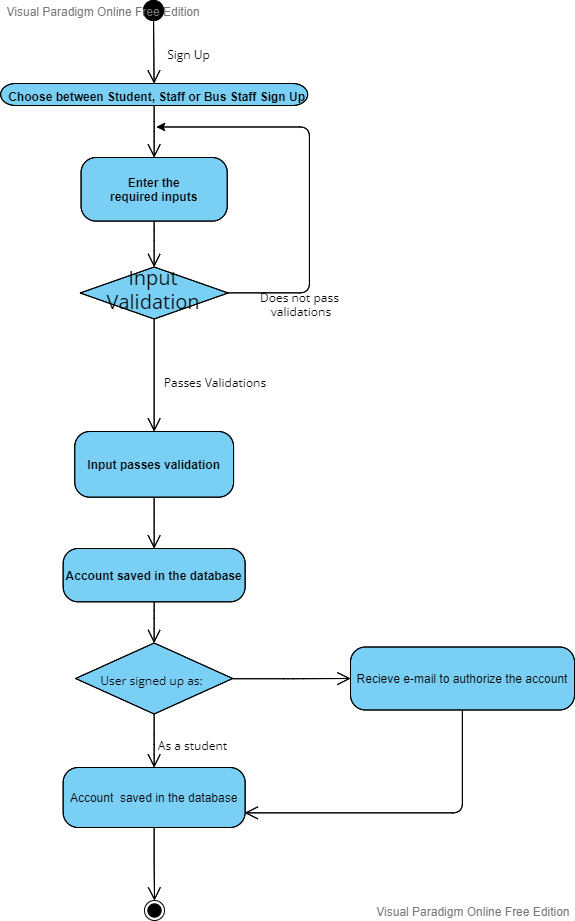 Visual Paradigm Online Free Edition
Sign Up
Choose between Student, Staff or Bus Staff Sign Up
Enter the
required inputs
Input
Validation
Does not pass
validations
Passes Validations
Input passes validation
Account saved in the database
User signed up as:
Recieve e-mail to authorize the account
As a student
Account saved in the database
Visual Paradigm Online Free Edition